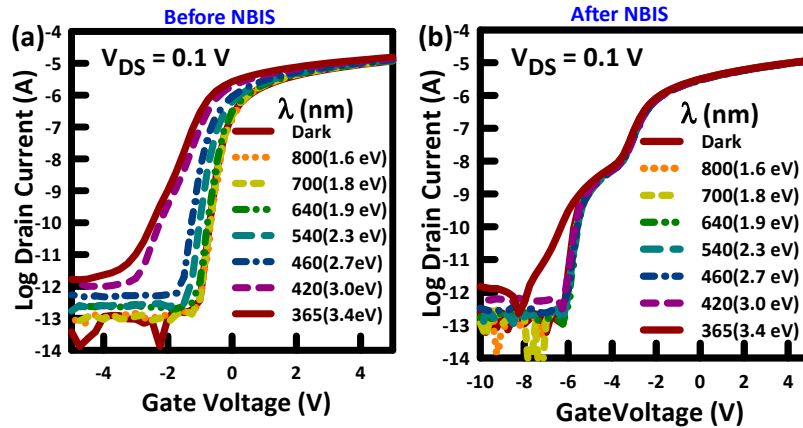 Before NBIS
(a)
V_DS = 0.1 V
Log Drain Current (A)
-4
-5
-6
-7
-8
-9
-10
-11
-12
-13
-14
λ (nm)
Dark
800(1.6 eV)
700(1.8 eV)
640(1.9 eV)
540(2.3 eV)
460(2.7eV)
420(3.0eV)
365(3.4eV)
-4 -2 0 2 4
Gate Voltage (V)
After NBIS
(b)
V_DS = 0.1 V
Log Drain Current (A)
-4
-5
-6
-7
-8
-9
-10
-11
-12
-13
-14
λ (nm)
Dark
800(1.6 eV)
700(1.8 eV)
640(1.9 eV)
540(2.3 eV)
460(2.7 eV)
420(3.0 eV)
365(3.4 eV)
-10 -8 -6 -4 -2 0 2 4
GateVoltage (V)